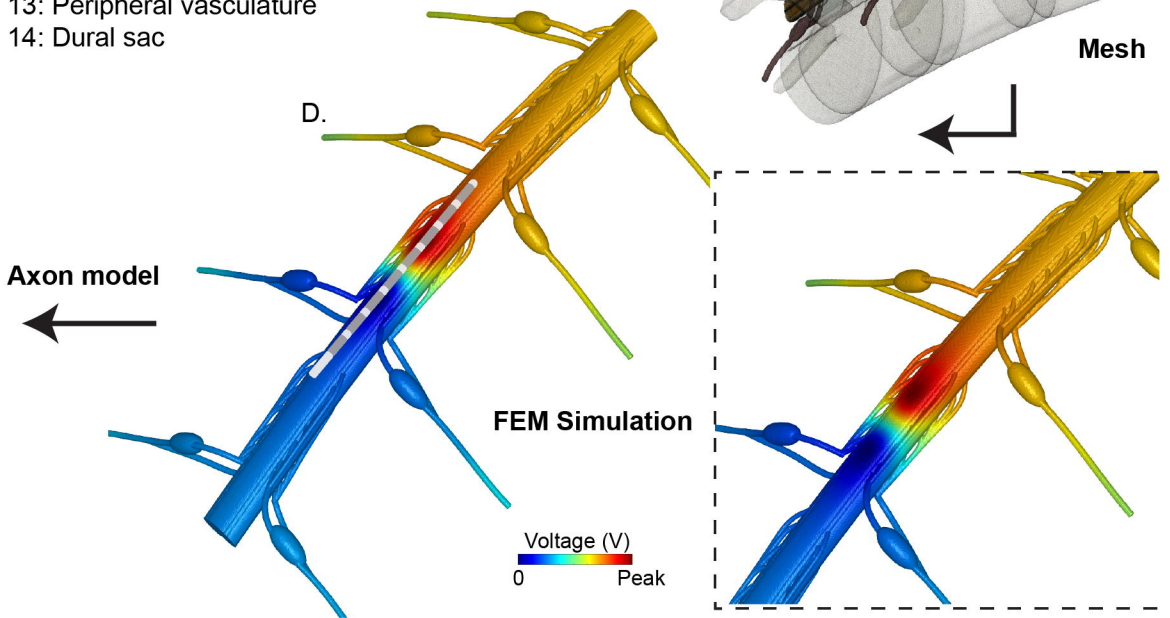 13: Peripheral vasculature
14: Dural sac
Mesh
D.
Axon model
FEM Simulation
Voltage (V)
0 Peak